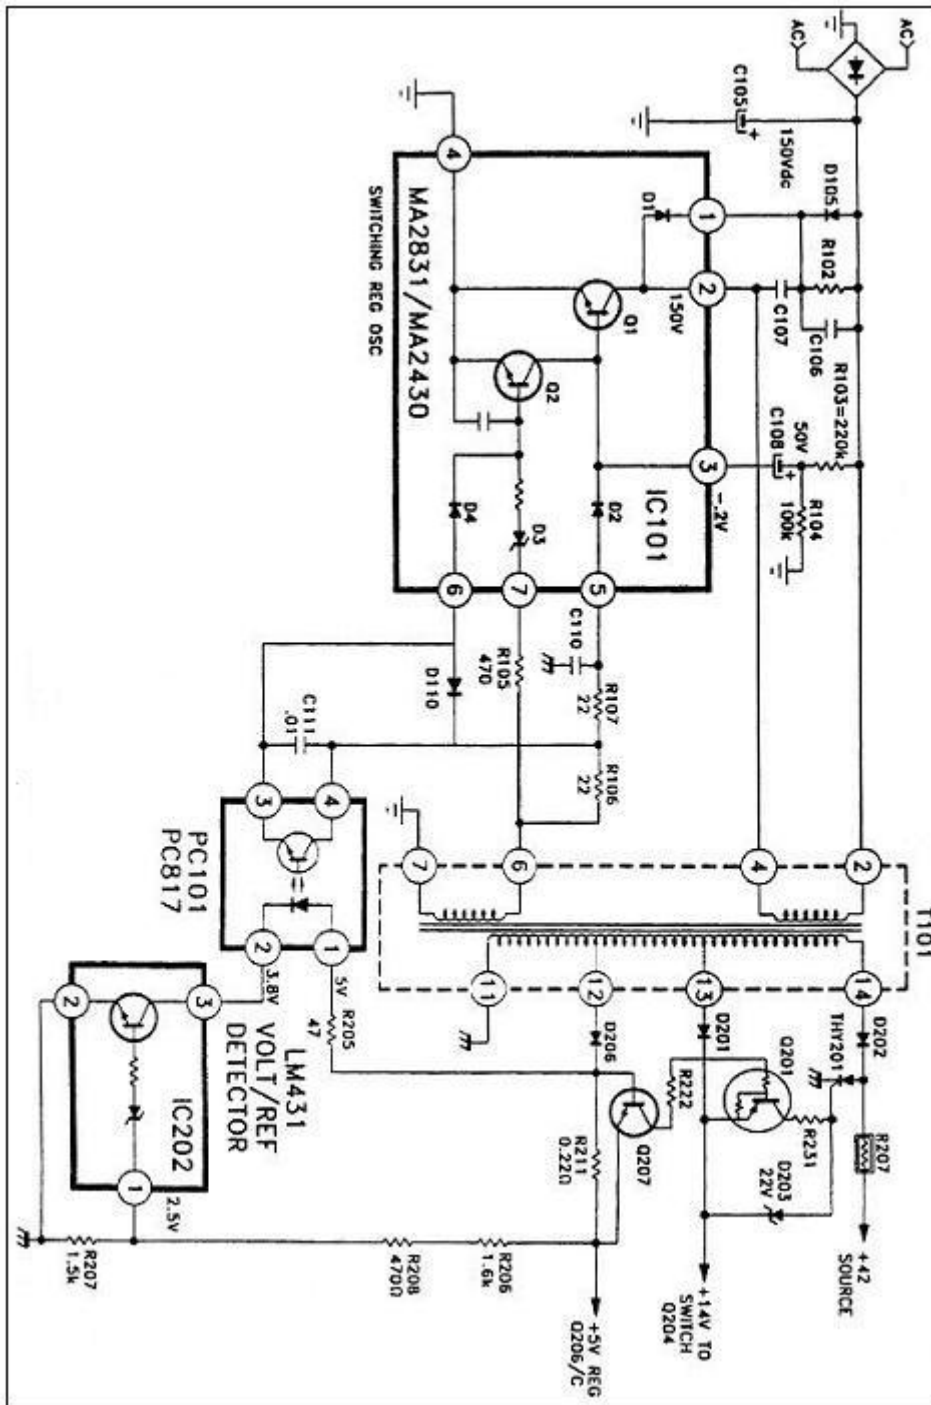 AC
AC
C105
+
150Vdc
D105
R102
C107
C106
R103=220k
50V
C108
+
R104
100k
4
MA2831/MA2430
SWITCHING REG OSC
IC101
D1
1
2
150V
Q1
Q2
3
-.2V
D2
D3
D4
5
7
6
C110
R107
22
R106
22
R105
470
D110
C111
.01
4
3
PC101
PC817
1
2
5V
3.8V
R205
47
T101
2
4
6
7
14
13
12
11
D202
THY201
R207
+42
SOURCE
D201
Q201
R231
D203
22V
+14V TO
SWITCH
Q204
D206
R222
Q207
R211
0.22Ω
+5V REG
Q206/C
R206
1.6k
R208
470Ω
R207
1.5k
LM431
VOLT/REF
DETECTOR
IC202
3
2
1
2.5V